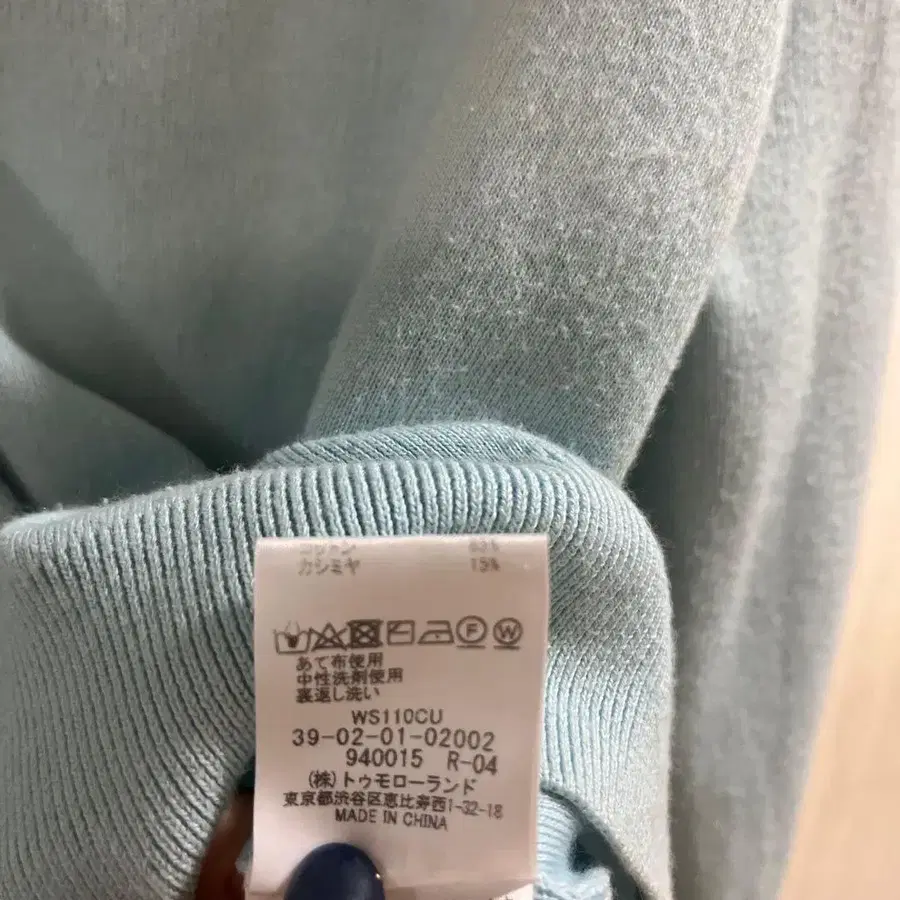 コットン
カシミヤ 15%
F W
あて布使用
中性洗剤使用
裏返し洗い
WS110CU
39-02-01-02002
940015 R-04
(株)トゥモローランド
東京都渋谷区恵比寿西1-32-18
MADE IN CHINA